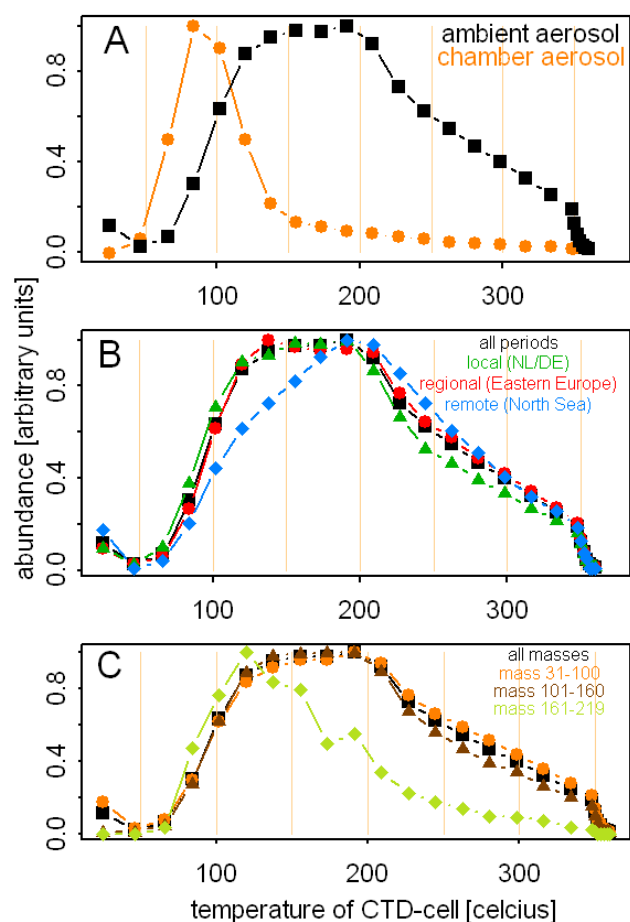 A
ambient aerosol
chamber aerosol
0.8
0.4
0.0
100
200
300
abundance [arbitrary units]
B
all periods
local (NL/DE)
regional (Eastern Europe)
remote (North Sea)
0.8
0.4
0.0
100
200
300
C
all masses
mass 31-100
mass 101-160
mass 161-219
0.8
0.4
0.0
100
200
300
temperature of CTD-cell [celcius]